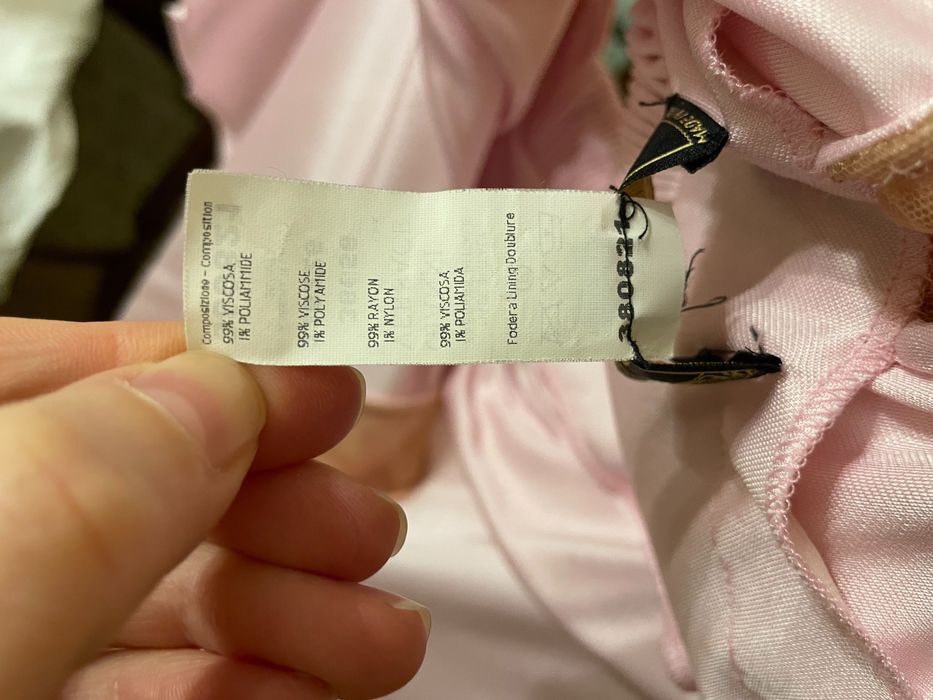 Composizione - Composition
99% VISCOSA
1% POLIAMMIDE
99% VISCOSE
1% POLYAMIDE
99% RAYON
1% NYLON
99% VISCOSA
1% POLIAMIDA
Fodera Lining Doublure
MADE